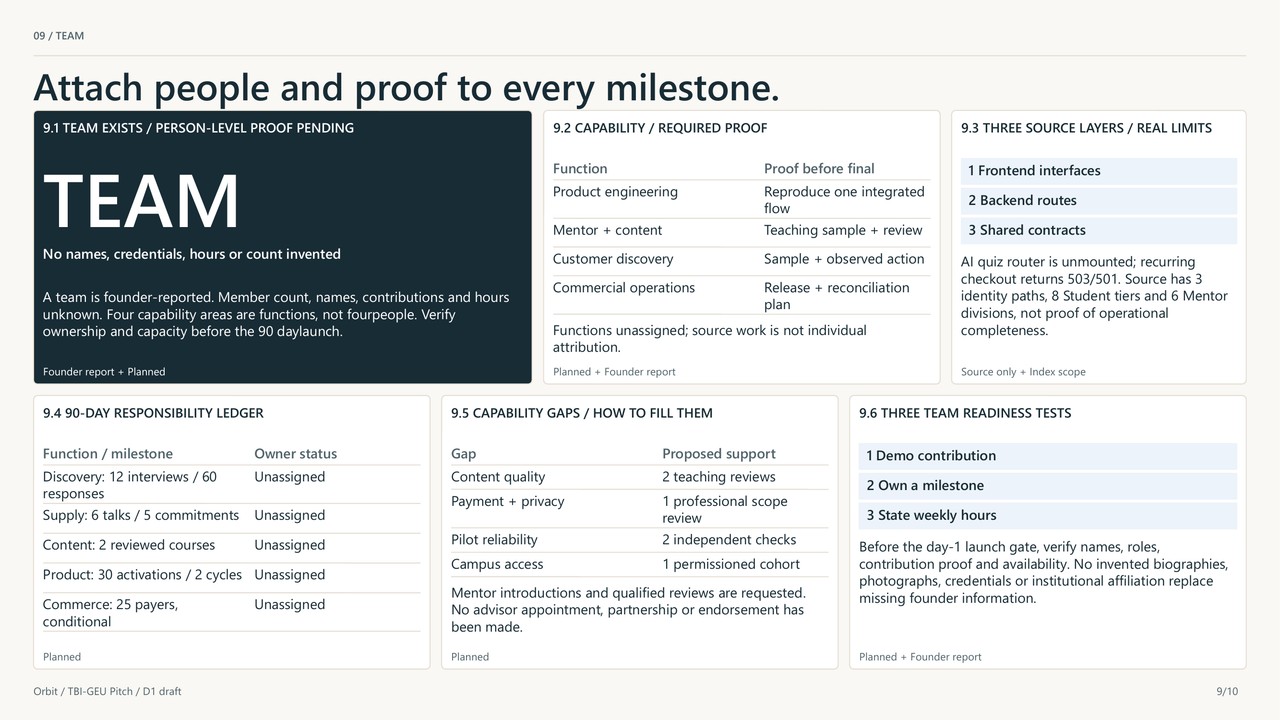 09 / TEAM
Attach people and proof to every milestone.
9.1 TEAM EXISTS / PERSON-LEVEL PROOF PENDING
TEAM
No names, credentials, hours or count invented
A team is founder-reported. Member count, names, contributions and hours
unknown. Four capability areas are functions, not fourpeople. Verify
ownership and capacity before the 90 daylaunch.
Founder report + Planned
9.2 CAPABILITY / REQUIRED PROOF
Function Proof before final
Product engineering Reproduce one integrated
flow
Mentor + content Teaching sample + review
Customer discovery Sample + observed action
Commercial operations Release + reconciliation
plan
Functions unassigned; source work is not individual
attribution.
Planned + Founder report
9.3 THREE SOURCE LAYERS / REAL LIMITS
1 Frontend interfaces
2 Backend routes
3 Shared contracts
AI quiz router is unmounted; recurring
checkout returns 503/501. Source has 3
identity paths, 8 Student tiers and 6 Mentor
divisions, not proof of operational
completeness.
Source only + Index scope
9.4 90-DAY RESPONSIBILITY LEDGER
Function / milestone Owner status
Discovery: 12 interviews / 60 Unassigned
responses
Supply: 6 talks / 5 commitments Unassigned
Content: 2 reviewed courses Unassigned
Product: 30 activations / 2 cycles Unassigned
Commerce: 25 payers, Unassigned
conditional
Planned
9.5 CAPABILITY GAPS / HOW TO FILL THEM
Gap Proposed support
Content quality 2 teaching reviews
Payment + privacy 1 professional scope
review
Pilot reliability 2 independent checks
Campus access 1 permissioned cohort
Mentor introductions and qualified reviews are requested.
No advisor appointment, partnership or endorsement has
been made.
Planned
9.6 THREE TEAM READINESS TESTS
1 Demo contribution
2 Own a milestone
3 State weekly hours
Before the day-1 launch gate, verify names, roles,
contribution proof and availability. No invented biographies,
photographs, credentials or institutional affiliation replace
missing founder information.
Planned + Founder report
Orbit / TBI-GEU Pitch / D1 draft
9/10